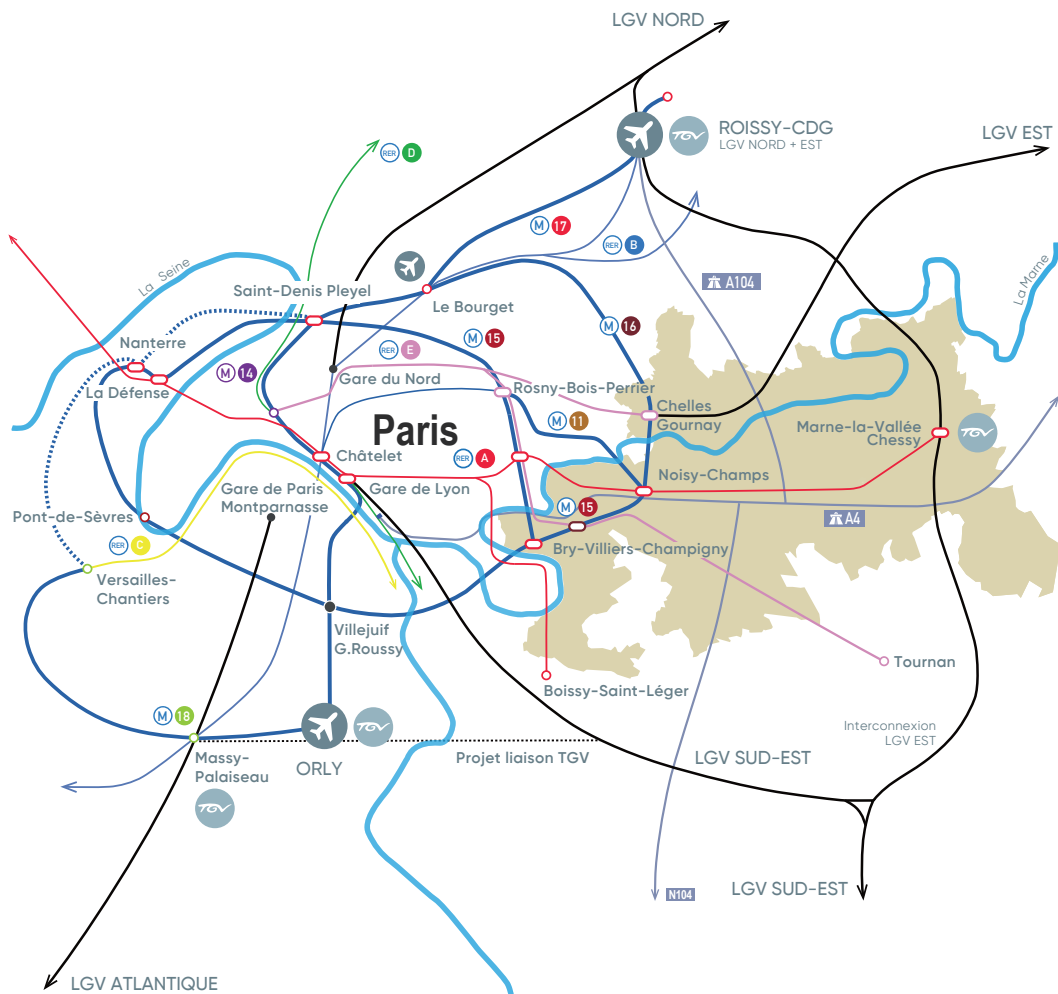 LGV NORD
TGV
ROISSY-CDG
LGV NORD + EST
LGV EST
RER D
M 17
RER B
La Seine
A104
La Marne
Saint-Denis Pleyel
Le Bourget
M 16
M 15
Nanterre
RER E
M 14
Gare du Nord
Rosny-Bois-Perrier
La Défense
Chelles
Gournay
M 11
Paris
Marne-la-Vallée
Chessy
TGV
Châtelet
RER A
Noisy-Champs
Gare de Lyon
Gare de Paris
Montparnasse
M 15
Pont-de-Sèvres
A4
RER C
Bry-Villiers-Champigny
Versailles-
Chantiers
Villejuif
G.Roussy
Tournan
Boissy-Saint-Léger
M 18
TGV
Interconnexion
LGV EST
Massy-
Palaiseau
ORLY
Projet liaison TGV
LGV SUD-EST
TGV
N104
LGV SUD-EST
LGV ATLANTIQUE